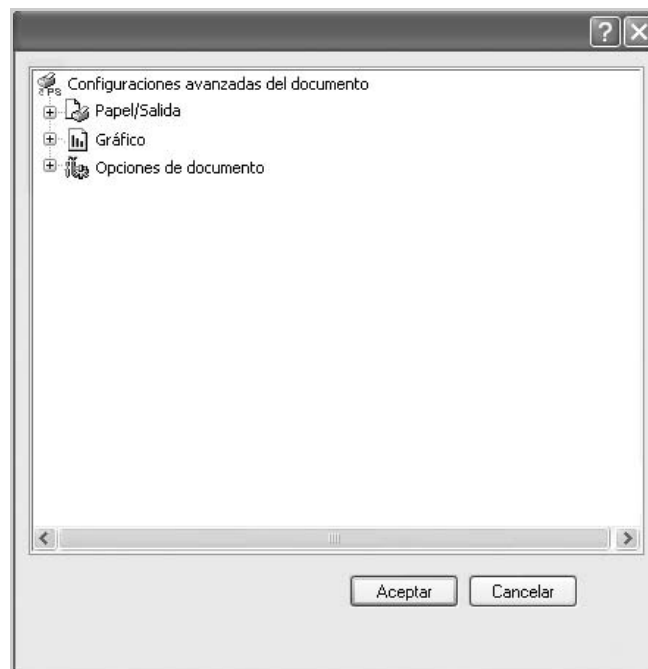 Configuraciones avanzadas del documento
Papel/Salida
Gráfico
Opciones de documento
Aceptar
Cancelar